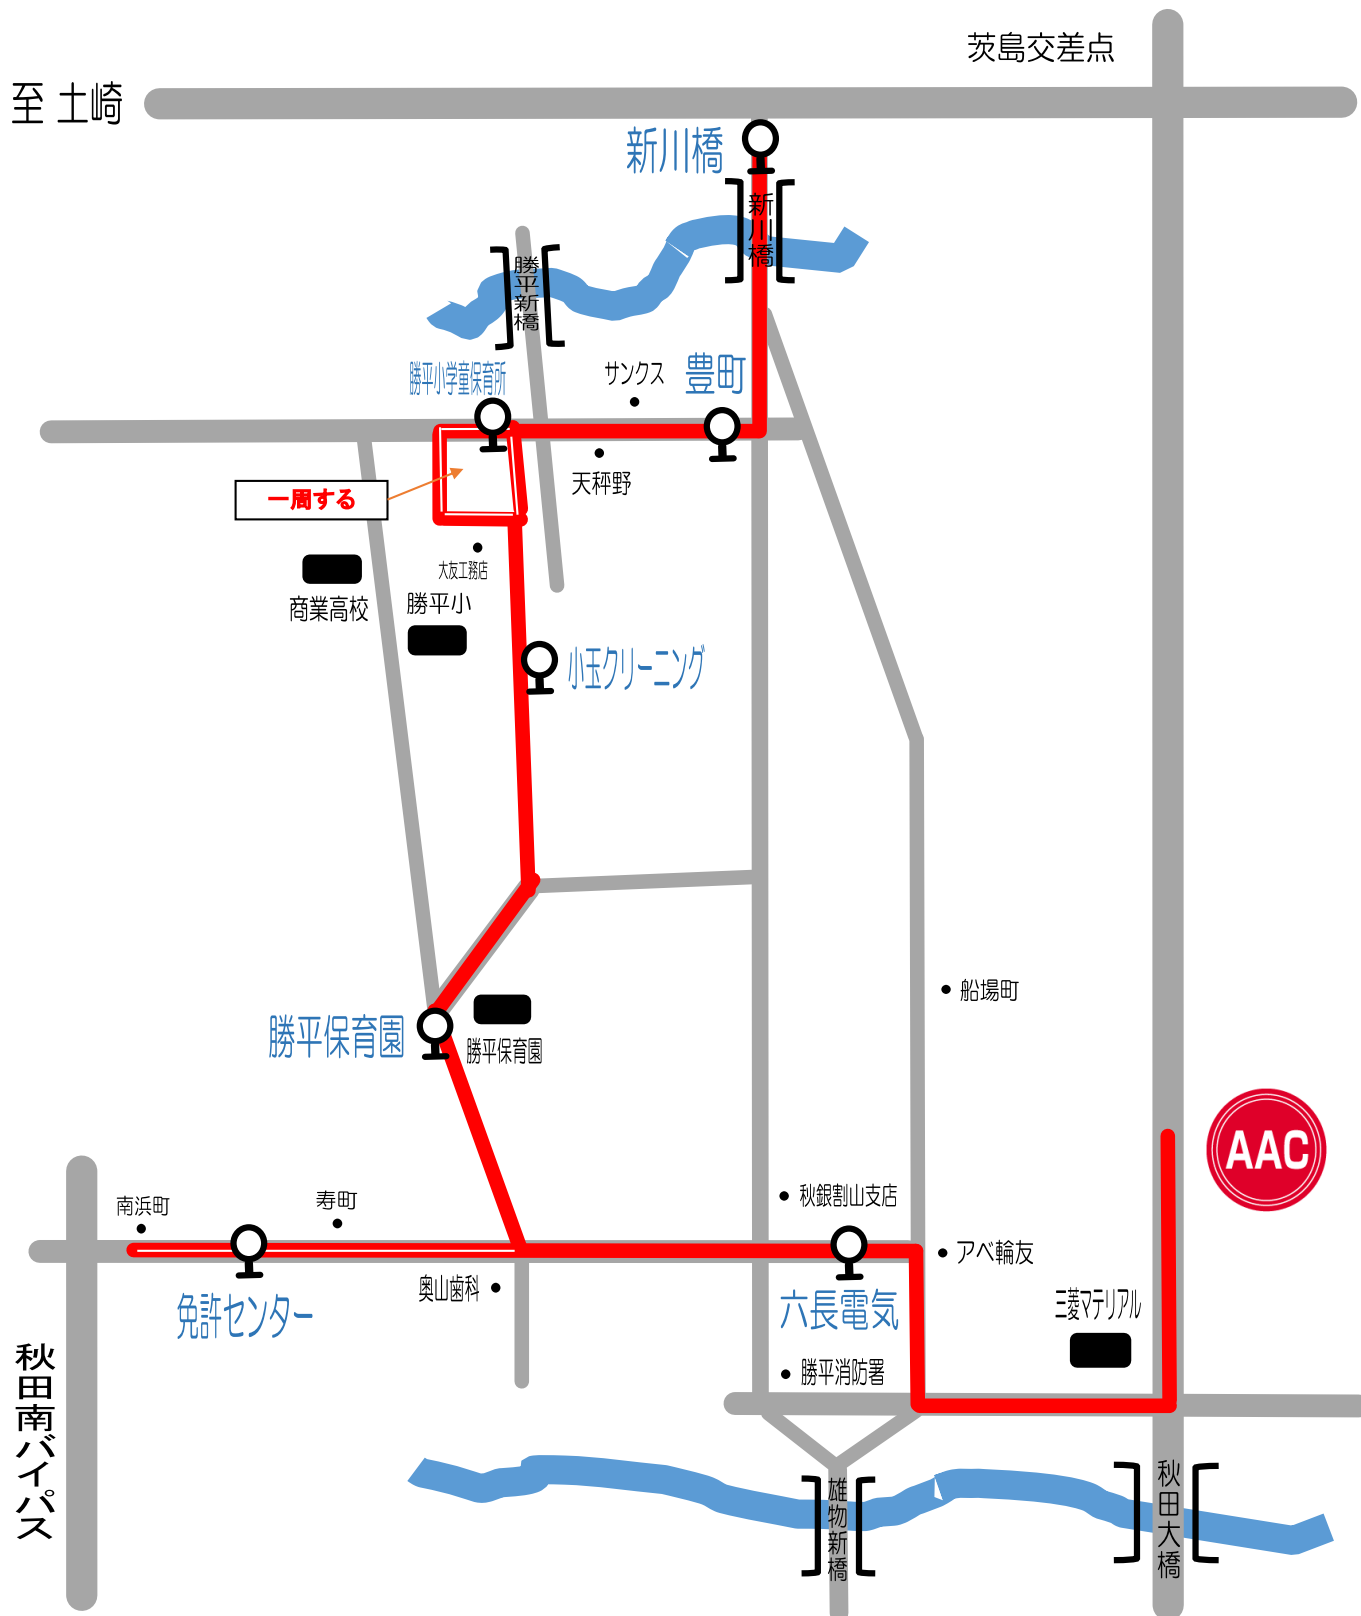 茨島交差点
至 土崎
新川橋
新川橋
勝平新橋
勝平小学童保育所
サンクス
豊町
天秤野
一周する
大友工務店
商業高校
勝平小
小玉クリーニング
船場町
勝平保育園
勝平保育園
AAC
南浜町
寿町
秋銀割山支店
アベ輪友
奥山歯科
免許センター
六長電気
三菱マテリアル
秋田南バイパス
勝平消防署
雄物新橋
秋田大橋